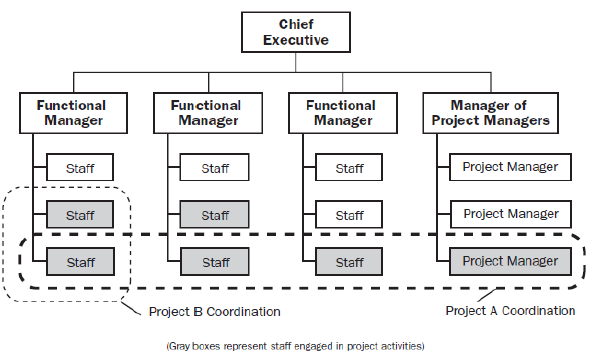 Chief
Executive
Functional
Manager
Functional
Manager
Functional
Manager
Manager of
Project Managers
Staff
Staff
Staff
Project Manager
Staff
Staff
Staff
Project Manager
Staff
Staff
Staff
Project Manager
Project B Coordination
Project A Coordination
(Gray boxes represent staff engaged in project activities)